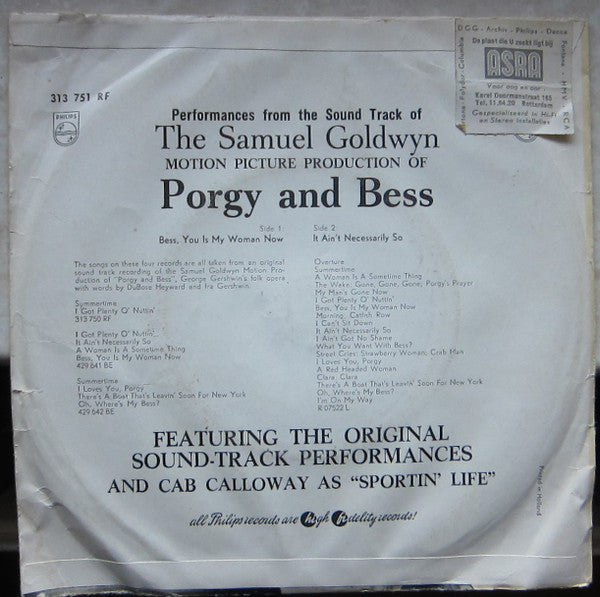 313 751 RF
PHILIPS
DGG - Archiv - Philips - Decca
Fontana - HMV - RCA
Polydor Columbia
De plaat die U zoekt ligt bij
ASRA
Voor oog en oor
Karel Doormanstraat 165
Tel. 11.64.20 Rotterdam
Gespecialiseerd in Hi.Fi
en Stereo installaties
Performances from the Sound Track of
The Samuel Goldwyn
MOTION PICTURE PRODUCTION OF
Porgy and Bess
Side 1:
Bess, You Is My Woman Now
Side 2
It Ain't Necessarily So
The songs on these four records are all taken from an original
sound track recording of the Samuel Goldwyn Motion Pro-
duction of "Porgy and Bess", George Gershwin's folk opera
with words by DuBose Heyward and Ira Gershwin.
Summertime
I Got Plenty O' Nuttin'
313 750 RF
I Got Plenty O' Nuttin'
It Ain't Necessarily So
A Woman Is A Sometime Thing
Bess, You Is My Woman Now
429 641 BE
Summertime
I Loves You, Porgy
There's A Boat That's Leavin' Soon For New York
Oh, Where's My Bess?
429 642 BE
Overture
Summertime
A Woman Is A Sometime Thing
The Wake, Gone, Gone, Gone, Porgy's Prayer
My Man's Gone Now
I Got Plenty O' Nuttin'
Bess, You Is My Woman Now
Morning, Catfish Row
I Can't Sit Down
It Ain't Necessarily So
I Ain't Got No Shame
What You Want With Bess?
Street Cries: Strawberry Woman; Crab Man
I Loves You, Porgy
A Red Headed Woman
Clara, Clara
There's A Boat That's Leavin' Soon For New York
Oh, Where's My Bess?
I'm On My Way
R 07522 L
FEATURING THE ORIGINAL
SOUND-TRACK PERFORMANCES
AND CAB CALLOWAY AS "SPORTIN' LIFE"
all Philips records are high fidelity records!
Printed in Holland